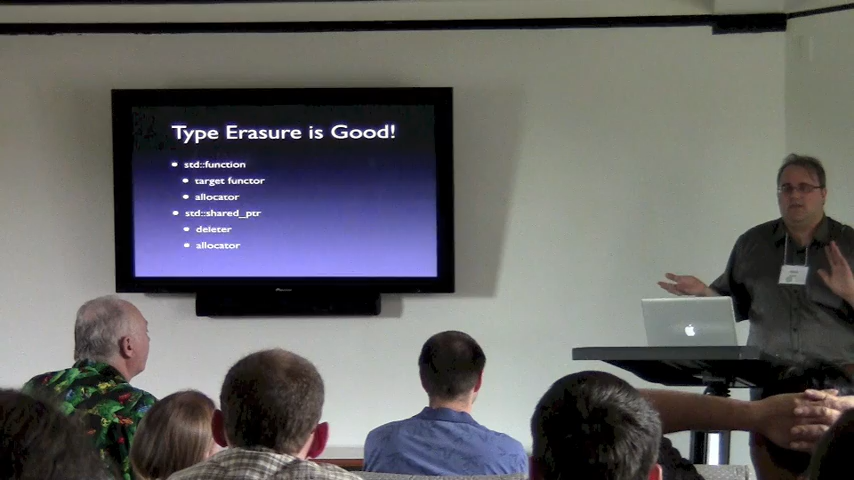 Type Erasure is Good!
std::function
target functor
allocator
std::shared_ptr
deleter
allocator